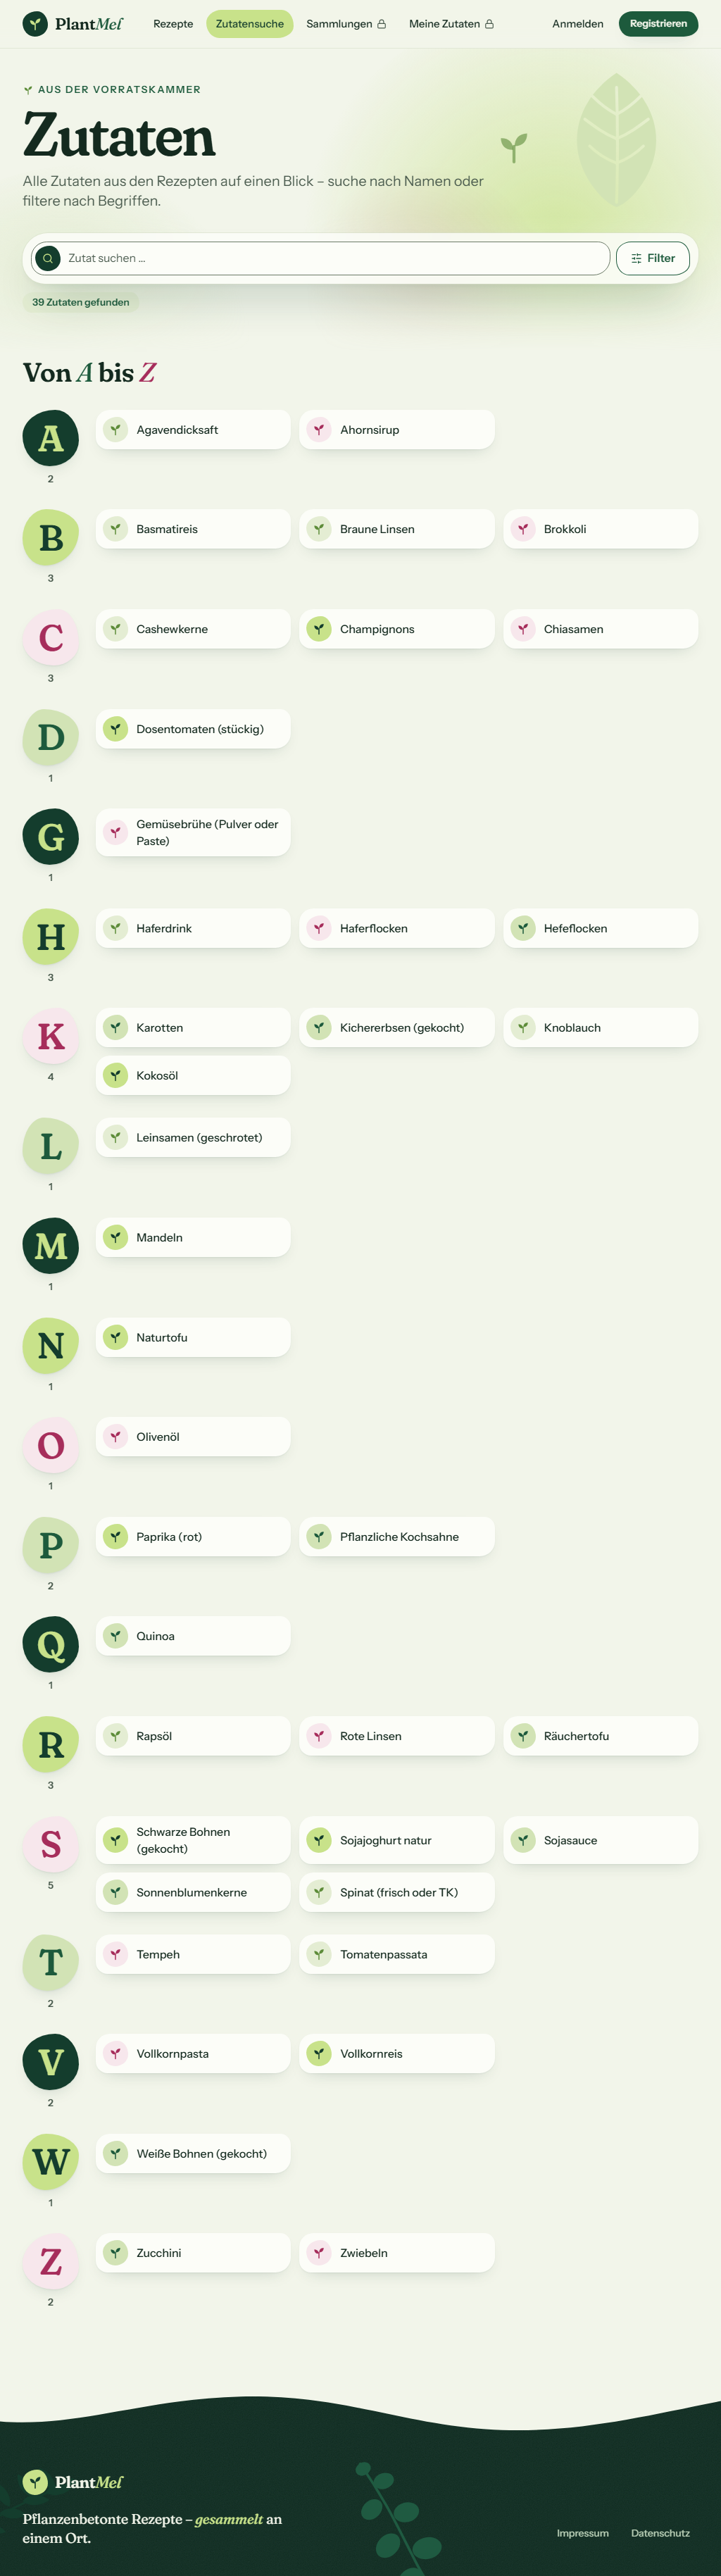 PlantMel Rezepte Zutatensuche Sammlungen Meine Zutaten Anmelden Registrieren
AUS DER VORRATSKAMMER
Zutaten
Alle Zutaten aus den Rezepten auf einen Blick – suche nach Namen oder
filtere nach Begriffen.
Zutat suchen ... Filter
39 Zutaten gefunden
Von A bis Z
A Agavendicksaft Ahornsirup
2
B Basmatireis Braune Linsen Brokkoli
3
C Cashewkerne Champignons Chiasamen
3
D Dosentomaten (stückig)
1
G Gemüsebrühe (Pulver oder
Paste)
1
H Haferdrink Haferflocken Hefeflocken
3
K Karotten Kichererbsen (gekocht) Knoblauch
4 Kokosöl
L Leinsamen (geschrotet)
1
M Mandeln
1
N Naturtofu
1
O Olivenöl
1
P Paprika (rot) Pflanzliche Kochsahne
2
Q Quinoa
1
R Rapsöl Rote Linsen Räuchertofu
3
S Schwarze Bohnen
(gekocht) Sojajoghurt natur Sojasauce
5 Sonnenblumenkerne Spinat (frisch oder TK)
T Tempeh Tomatenpassata
2
V Vollkornpasta Vollkornreis
2
W Weiße Bohnen (gekocht)
1
Z Zucchini Zwiebeln
2
PlantMel
Pflanzenbetonte Rezepte – gesammelt an
einem Ort.
Impressum Datenschutz